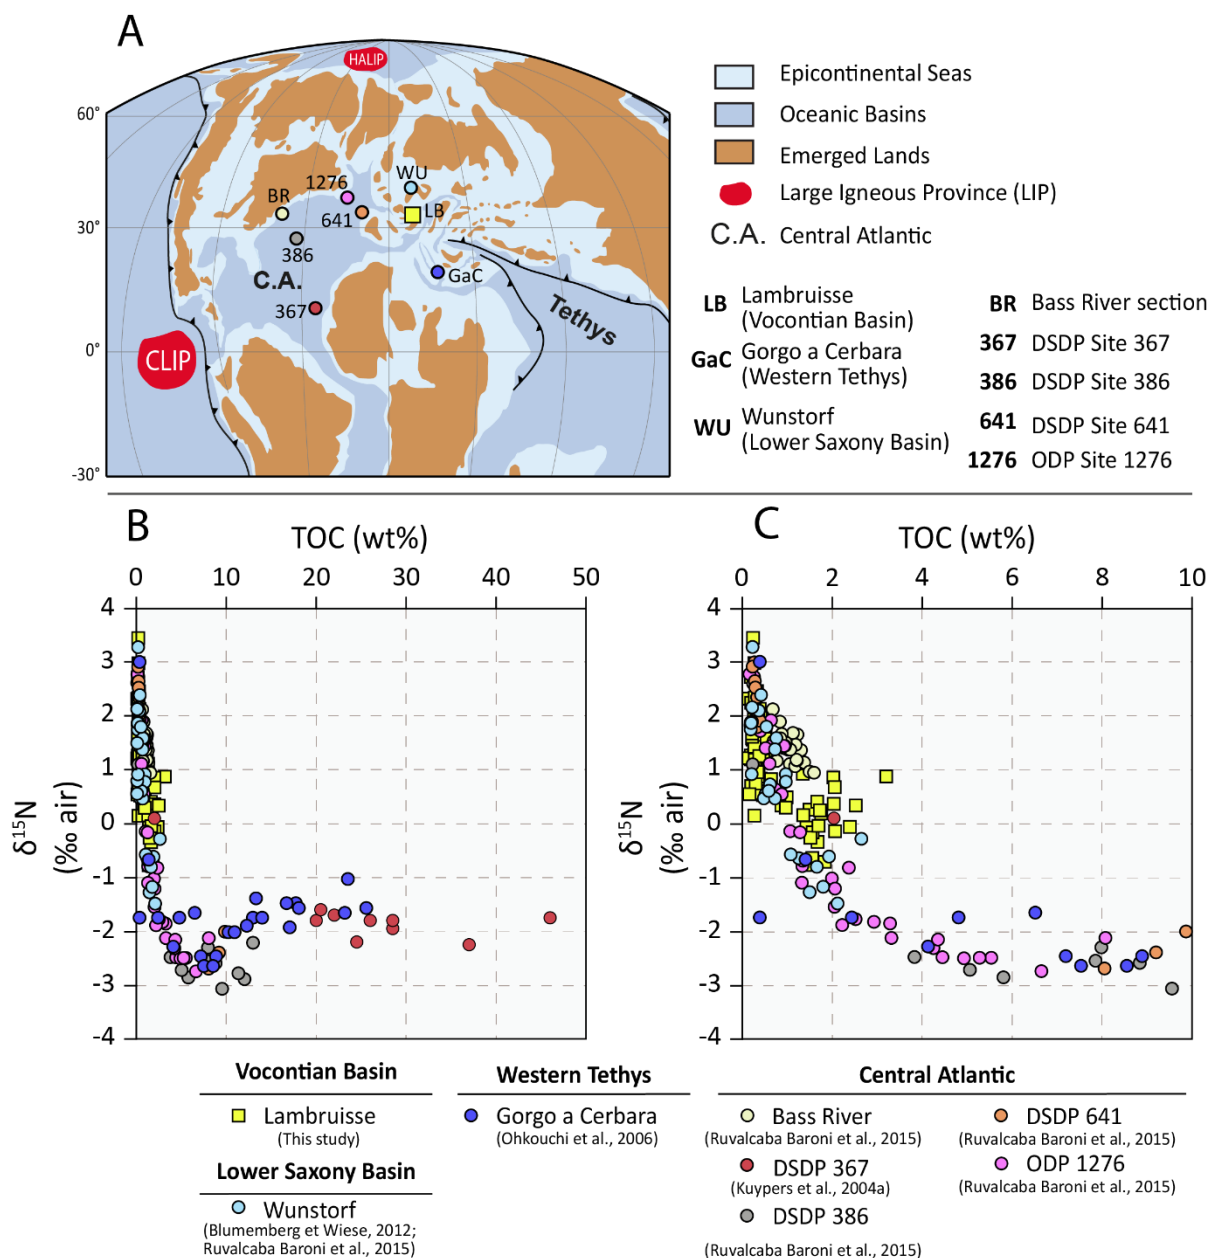 A
HALIP
60°
30°
0°
-30°
WU
1276
BR
641
LB
386
C.A.
GaC
367
Tethys
CLIP
Epicontinental Seas
Oceanic Basins
Emerged Lands
Large Igneous Province (LIP)
C.A. Central Atlantic
LB Lambruisse
(Vocontian Basin)
GaC Gorgo a Cerbara
(Western Tethys)
WU Wunstorf
(Lower Saxony Basin)
BR Bass River section
367 DSDP Site 367
386 DSDP Site 386
641 DSDP Site 641
1276 ODP Site 1276
B
TOC (wt%)
0 10 20 30 40 50
4
3
2
1
0
-1
-2
-3
-4
δ15N
(‰ air)
C
TOC (wt%)
0 2 4 6 8 10
4
3
2
1
0
-1
-2
-3
-4
δ15N
(‰ air)
Vocontian Basin
Lambruisse
(This study)
Lower Saxony Basin
Wunstorf
(Blumemberg et Wiese, 2012;
Ruvalcaba Baroni et al., 2015)
Western Tethys
Gorgo a Cerbara
(Ohkouchi et al., 2006)
Central Atlantic
Bass River
(Ruvalcaba Baroni et al., 2015)
DSDP 367
(Kuypers et al., 2004a)
DSDP 386
(Ruvalcaba Baroni et al., 2015)
DSDP 641
(Ruvalcaba Baroni et al., 2015)
ODP 1276
(Ruvalcaba Baroni et al., 2015)